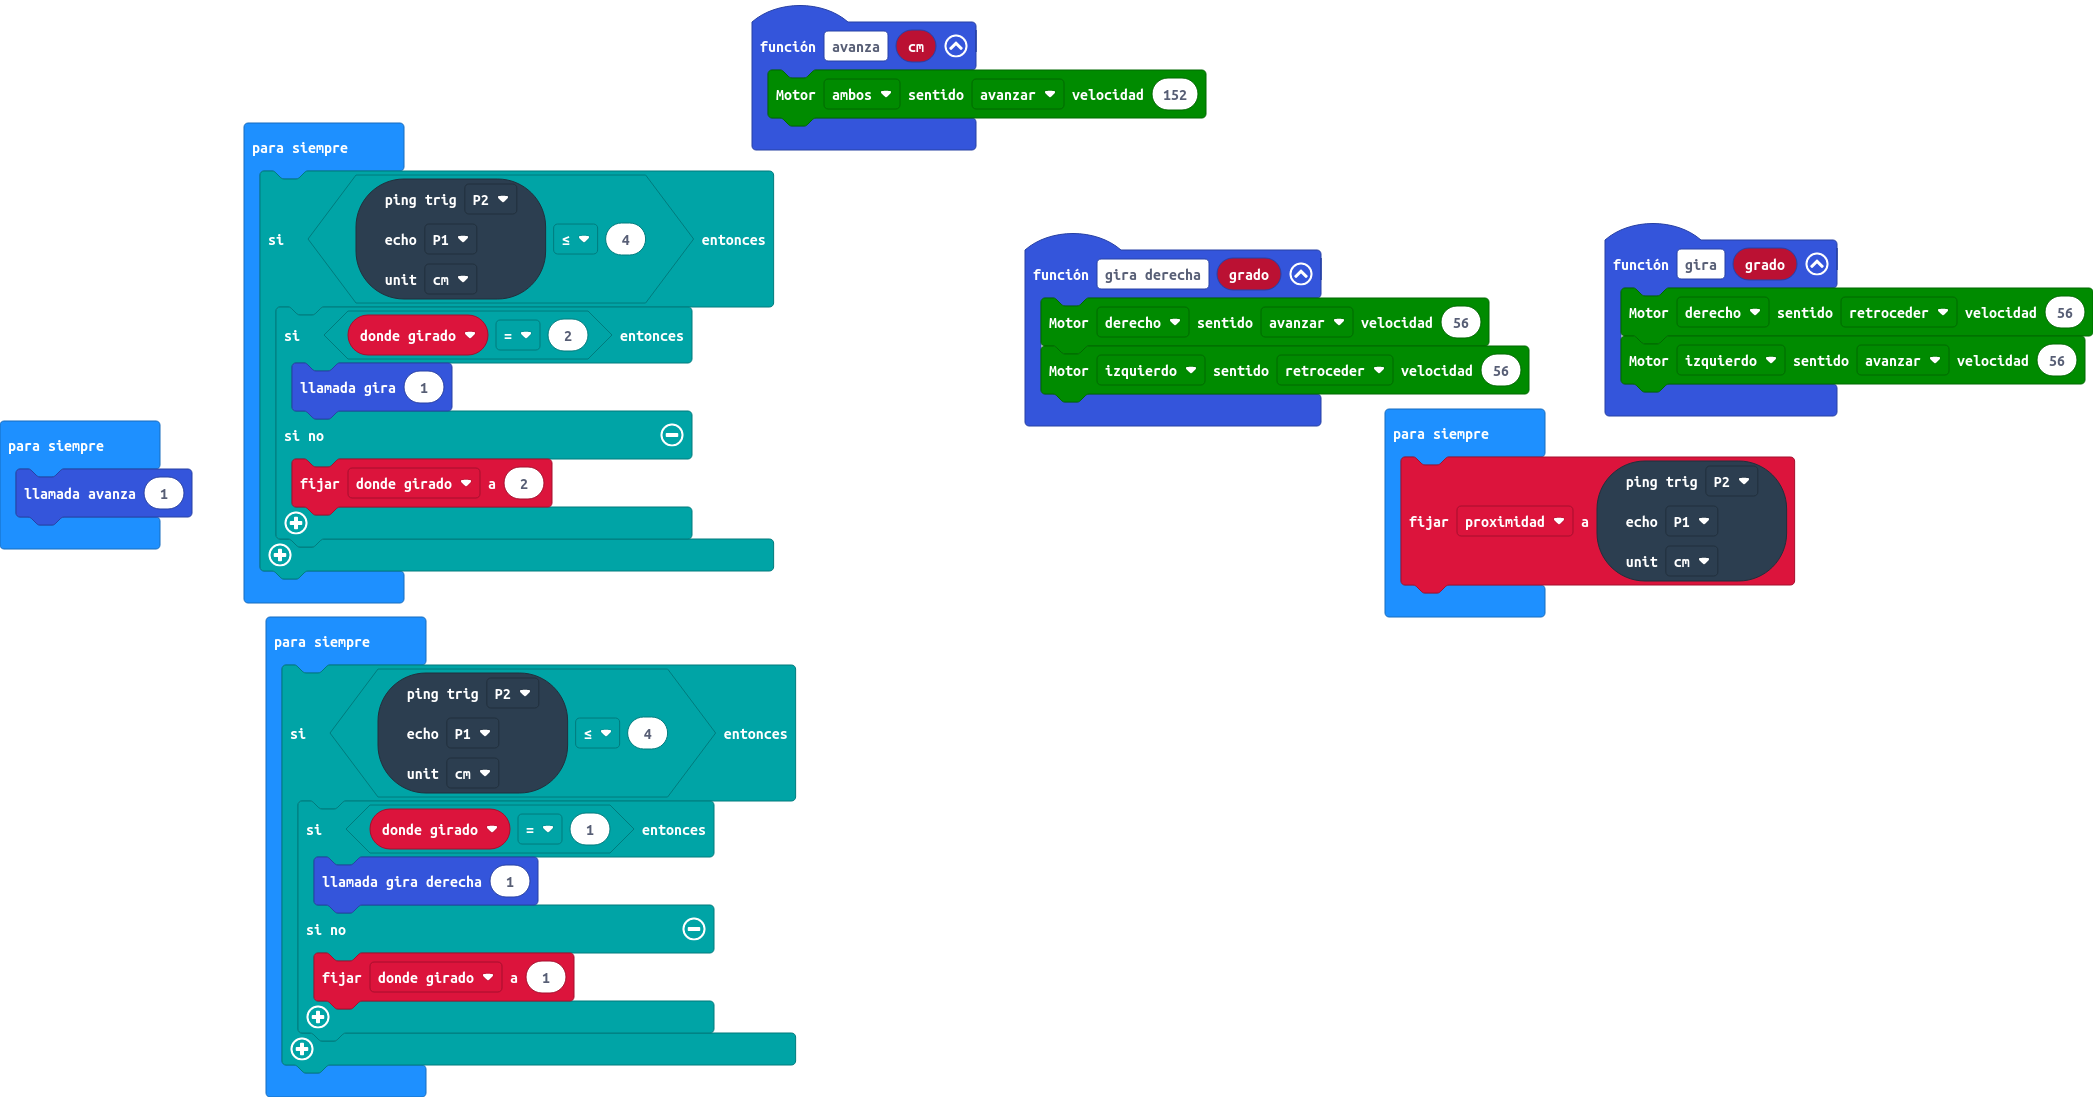 función avanza cm
Motor ambos sentido avanzar velocidad 152
para siempre
si ping trig P2 echo P1 unit cm ≤ 4 entonces
si donde girado = 2 entonces
llamada gira 1
si no
fijar donde girado a 2
para siempre
llamada avanza 1
función gira derecha grado
Motor derecho sentido avanzar velocidad 56
Motor izquierdo sentido retroceder velocidad 56
función gira grado
Motor derecho sentido retroceder velocidad 56
Motor izquierdo sentido avanzar velocidad 56
para siempre
fijar proximidad a ping trig P2 echo P1 unit cm
para siempre
si ping trig P2 echo P1 unit cm ≤ 4 entonces
si donde girado = 1 entonces
llamada gira derecha 1
si no
fijar donde girado a 1